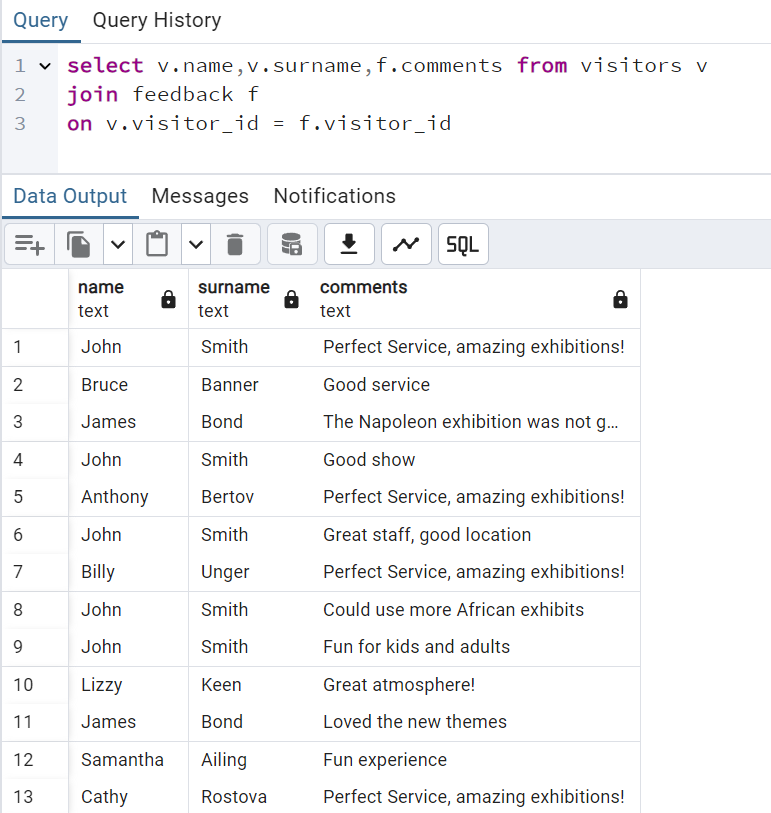 Query Query History
1 select v.name,v.surname,f.comments from visitors v
2 join feedback f
3 on v.visitor_id = f.visitor_id
Data Output Messages Notifications
SQL
name surname comments
text text text
1 John Smith Perfect Service, amazing exhibitions!
2 Bruce Banner Good service
3 James Bond The Napoleon exhibition was not g...
4 John Smith Good show
5 Anthony Bertov Perfect Service, amazing exhibitions!
6 John Smith Great staff, good location
7 Billy Unger Perfect Service, amazing exhibitions!
8 John Smith Could use more African exhibits
9 John Smith Fun for kids and adults
10 Lizzy Keen Great atmosphere!
11 James Bond Loved the new themes
12 Samantha Ailing Fun experience
13 Cathy Rostova Perfect Service, amazing exhibitions!